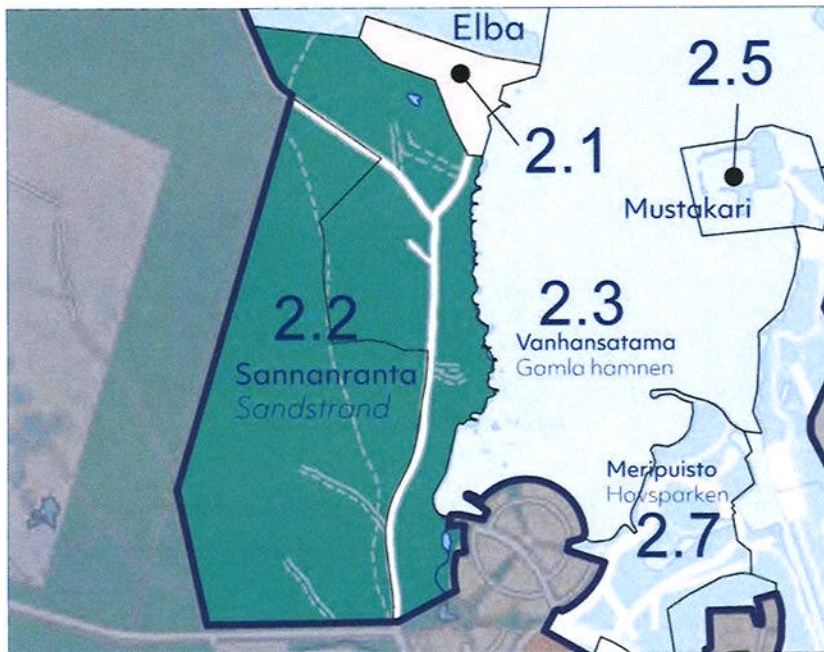 Elba
2.1
2.5
Mustakari
2.2
Sannanranta
Sandstrand
2.3
Vanhansatama
Gamla hamnen
Meripuisto
Havsparken
2.7